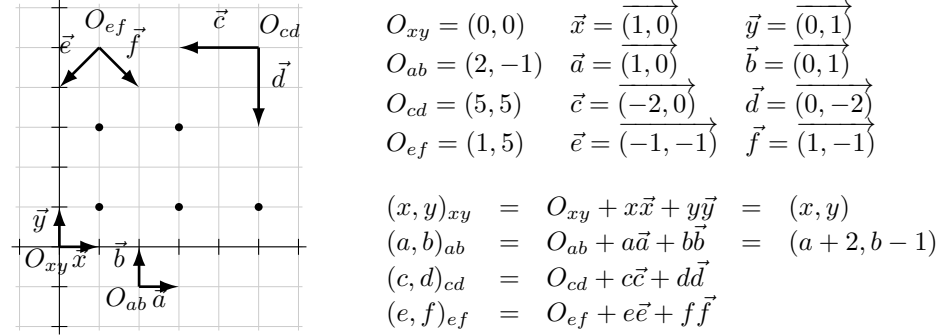 O_{ef} \vec{c} O_{cd}
\vec{e} \vec{f}
\vec{d}
\vec{y}
O_{xy} \vec{x} \vec{b}
O_{ab} \vec{a}
O_{xy} = (0, 0) \vec{x} = \overrightarrow{(1, 0)} \vec{y} = \overrightarrow{(0, 1)}
O_{ab} = (2, −1) \vec{a} = \overrightarrow{(1, 0)} \vec{b} = \overrightarrow{(0, 1)}
O_{cd} = (5, 5) \vec{c} = \overrightarrow{(−2, 0)} \vec{d} = \overrightarrow{(0, −2)}
O_{ef} = (1, 5) \vec{e} = \overrightarrow{(−1, −1)} \vec{f} = \overrightarrow{(1, −1)}
(x, y)_{xy} = O_{xy} + x\vec{x} + y\vec{y} = (x, y)
(a, b)_{ab} = O_{ab} + a\vec{a} + b\vec{b} = (a + 2, b − 1)
(c, d)_{cd} = O_{cd} + c\vec{c} + d\vec{d}
(e, f)_{ef} = O_{ef} + e\vec{e} + f\vec{f}